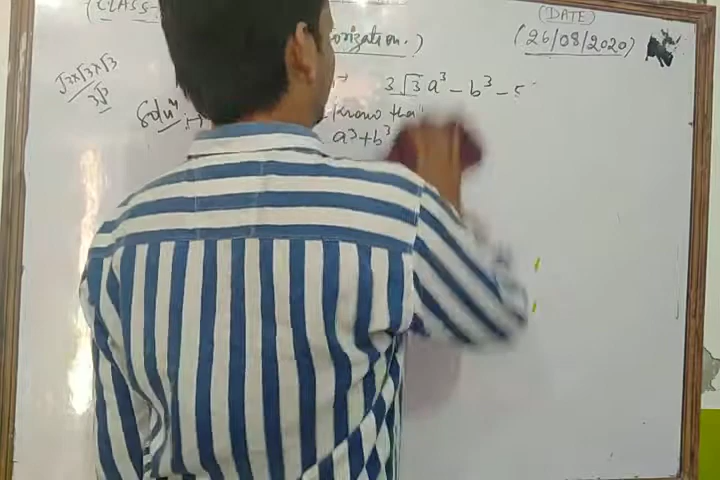 (CLASS-
(DATE)
orization.)
(26/08/2020)
√3×√3×√3
3√3
3√3 a³ - b³ - 5
Soluⁿ :→
know that
a³+b³